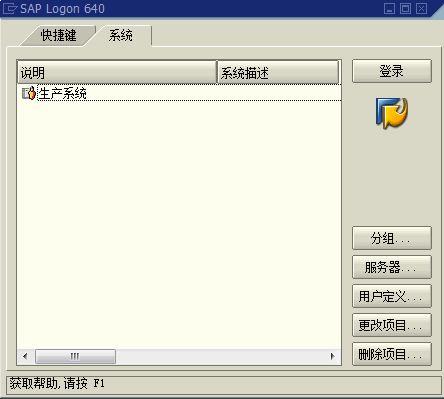 SAP Logon 640
快捷键 系统
说明 系统描述
生产系统
登录
分组...
服务器...
用户定义...
更改项目...
删除项目...
获取帮助,请按 F1